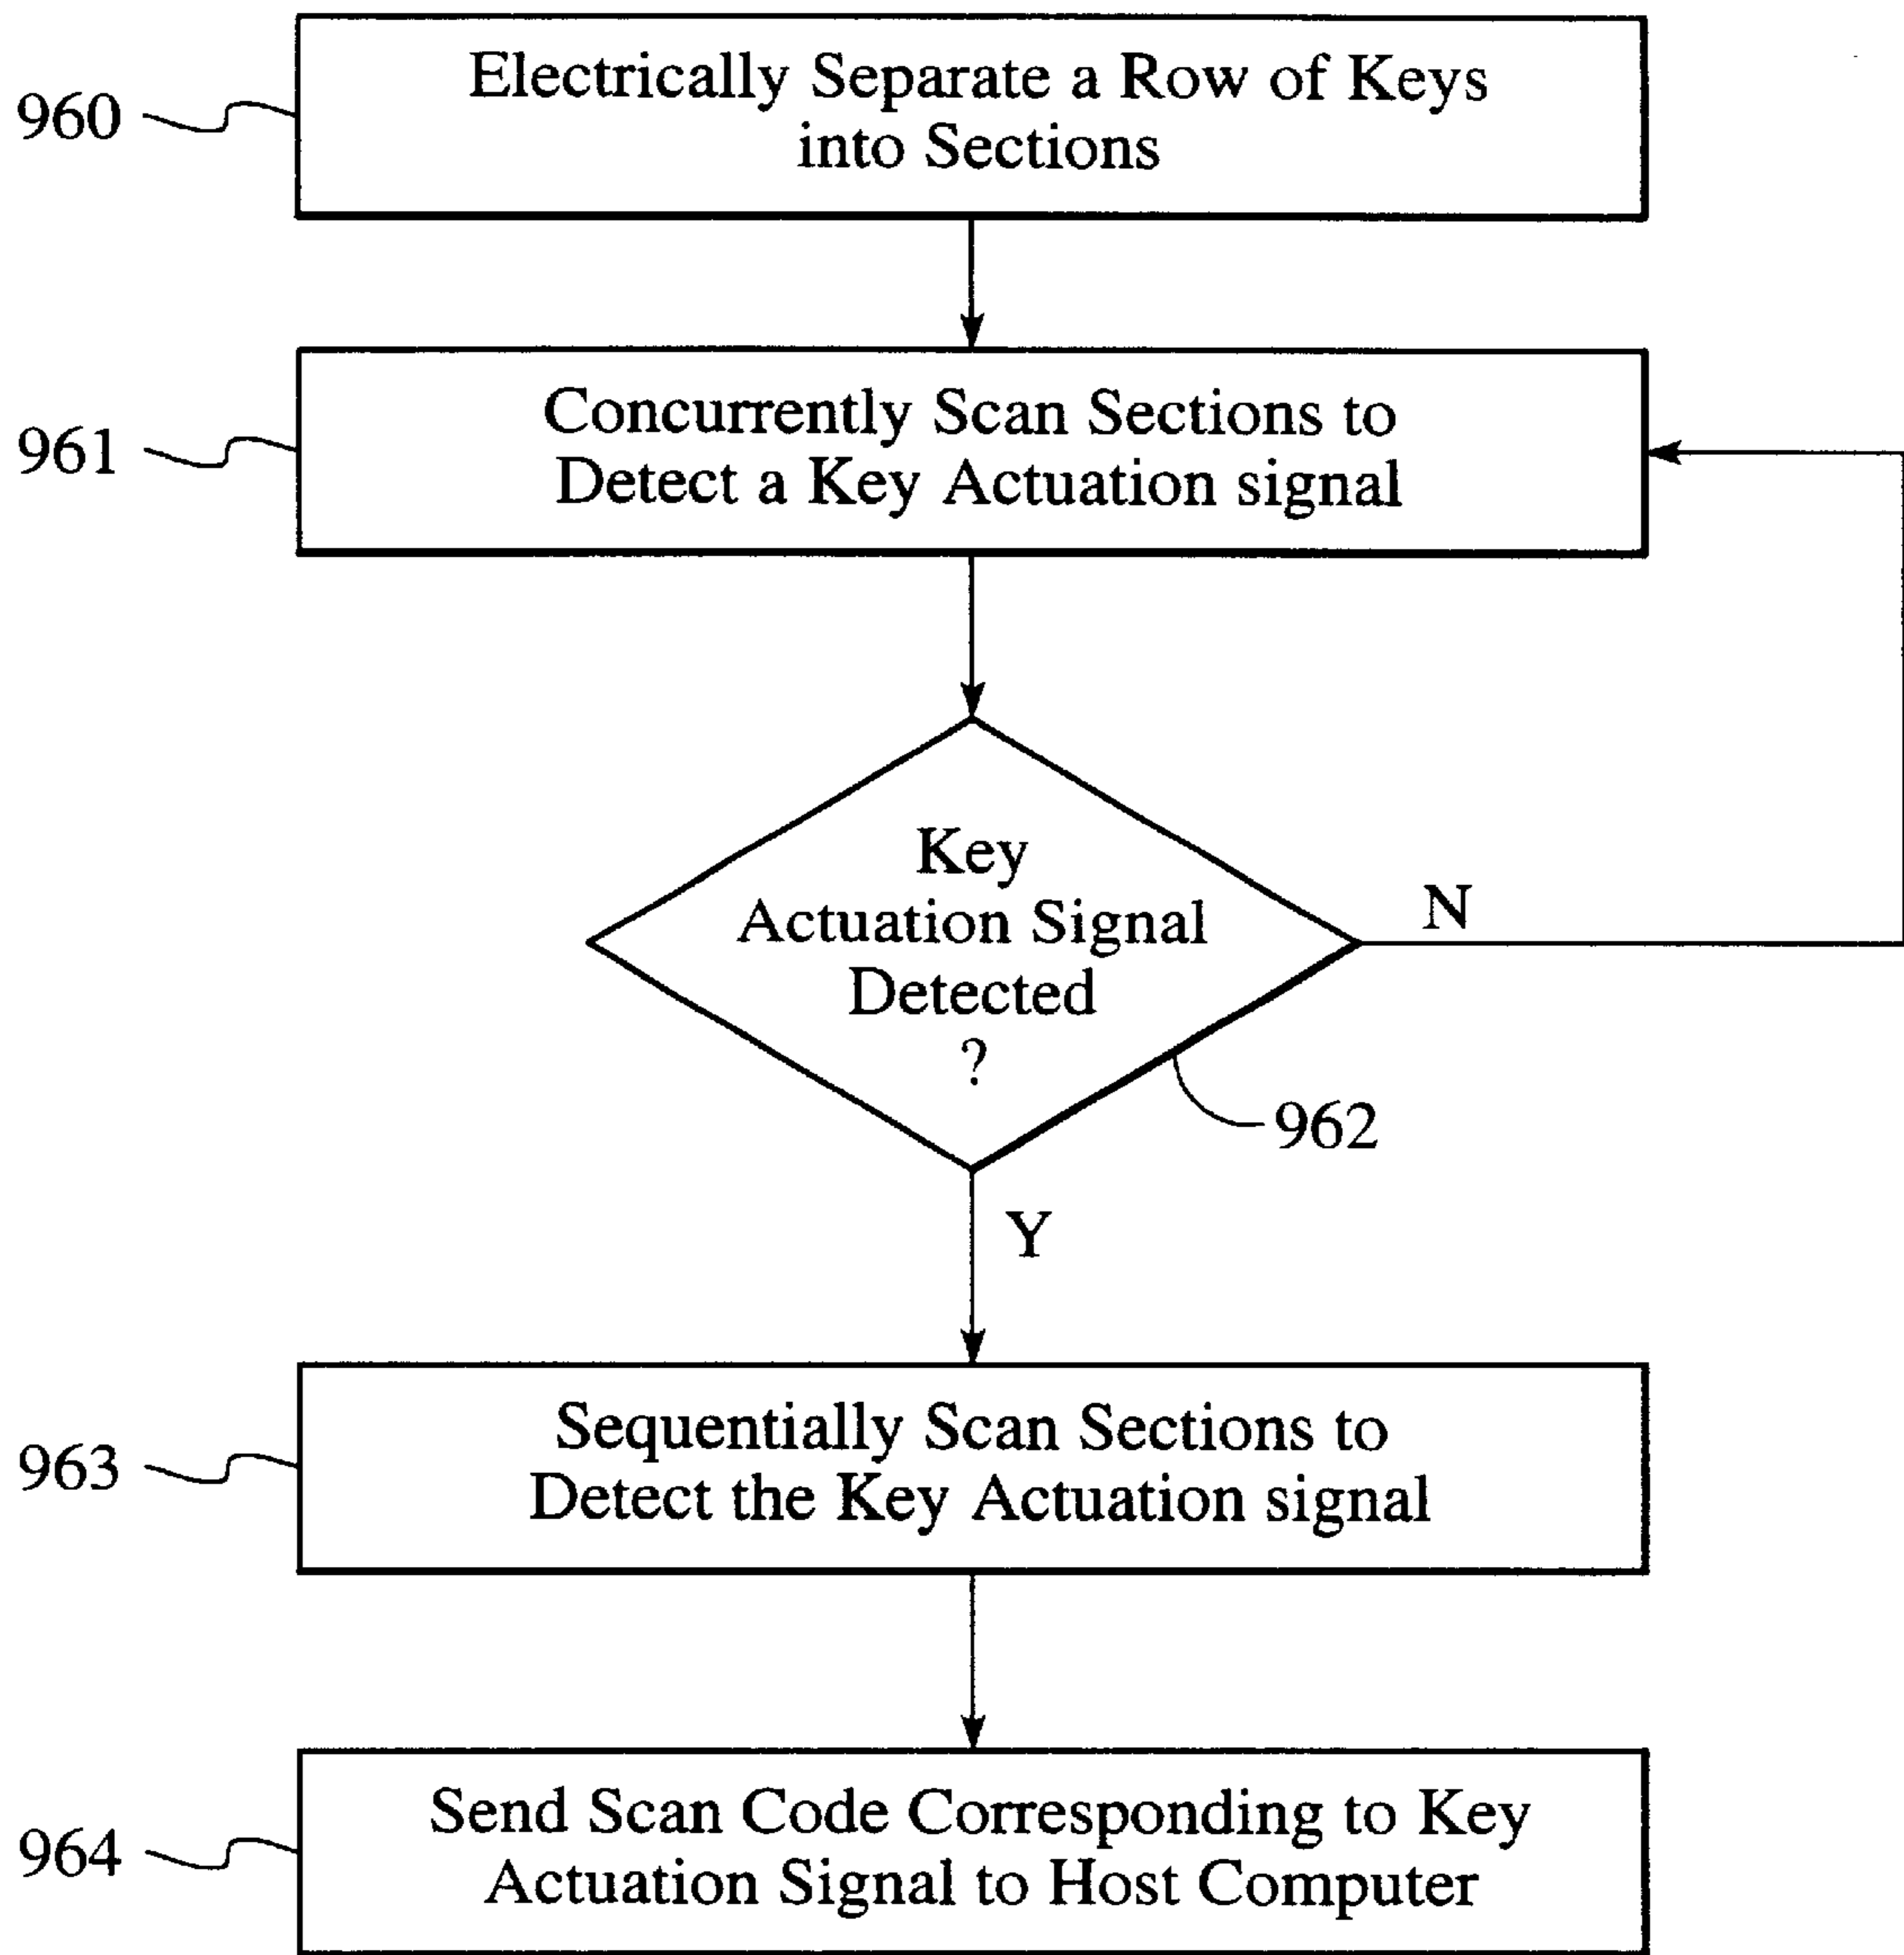 960
Electrically Separate a Row of Keys
into Sections
961
Concurrently Scan Sections to
Detect a Key Actuation signal
Key
Actuation Signal
Detected
?
N
962
Y
963
Sequentially Scan Sections to
Detect the Key Actuation signal
964
Send Scan Code Corresponding to Key
Actuation Signal to Host Computer